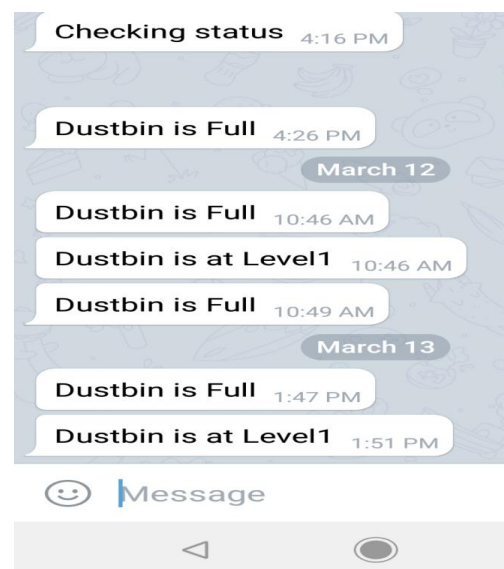 Checking status 4:16 PM
Dustbin is Full 4:26 PM
March 12
Dustbin is Full 10:46 AM
Dustbin is at Level1 10:46 AM
Dustbin is Full 10:49 AM
March 13
Dustbin is Full 1:47 PM
Dustbin is at Level1 1:51 PM
Message